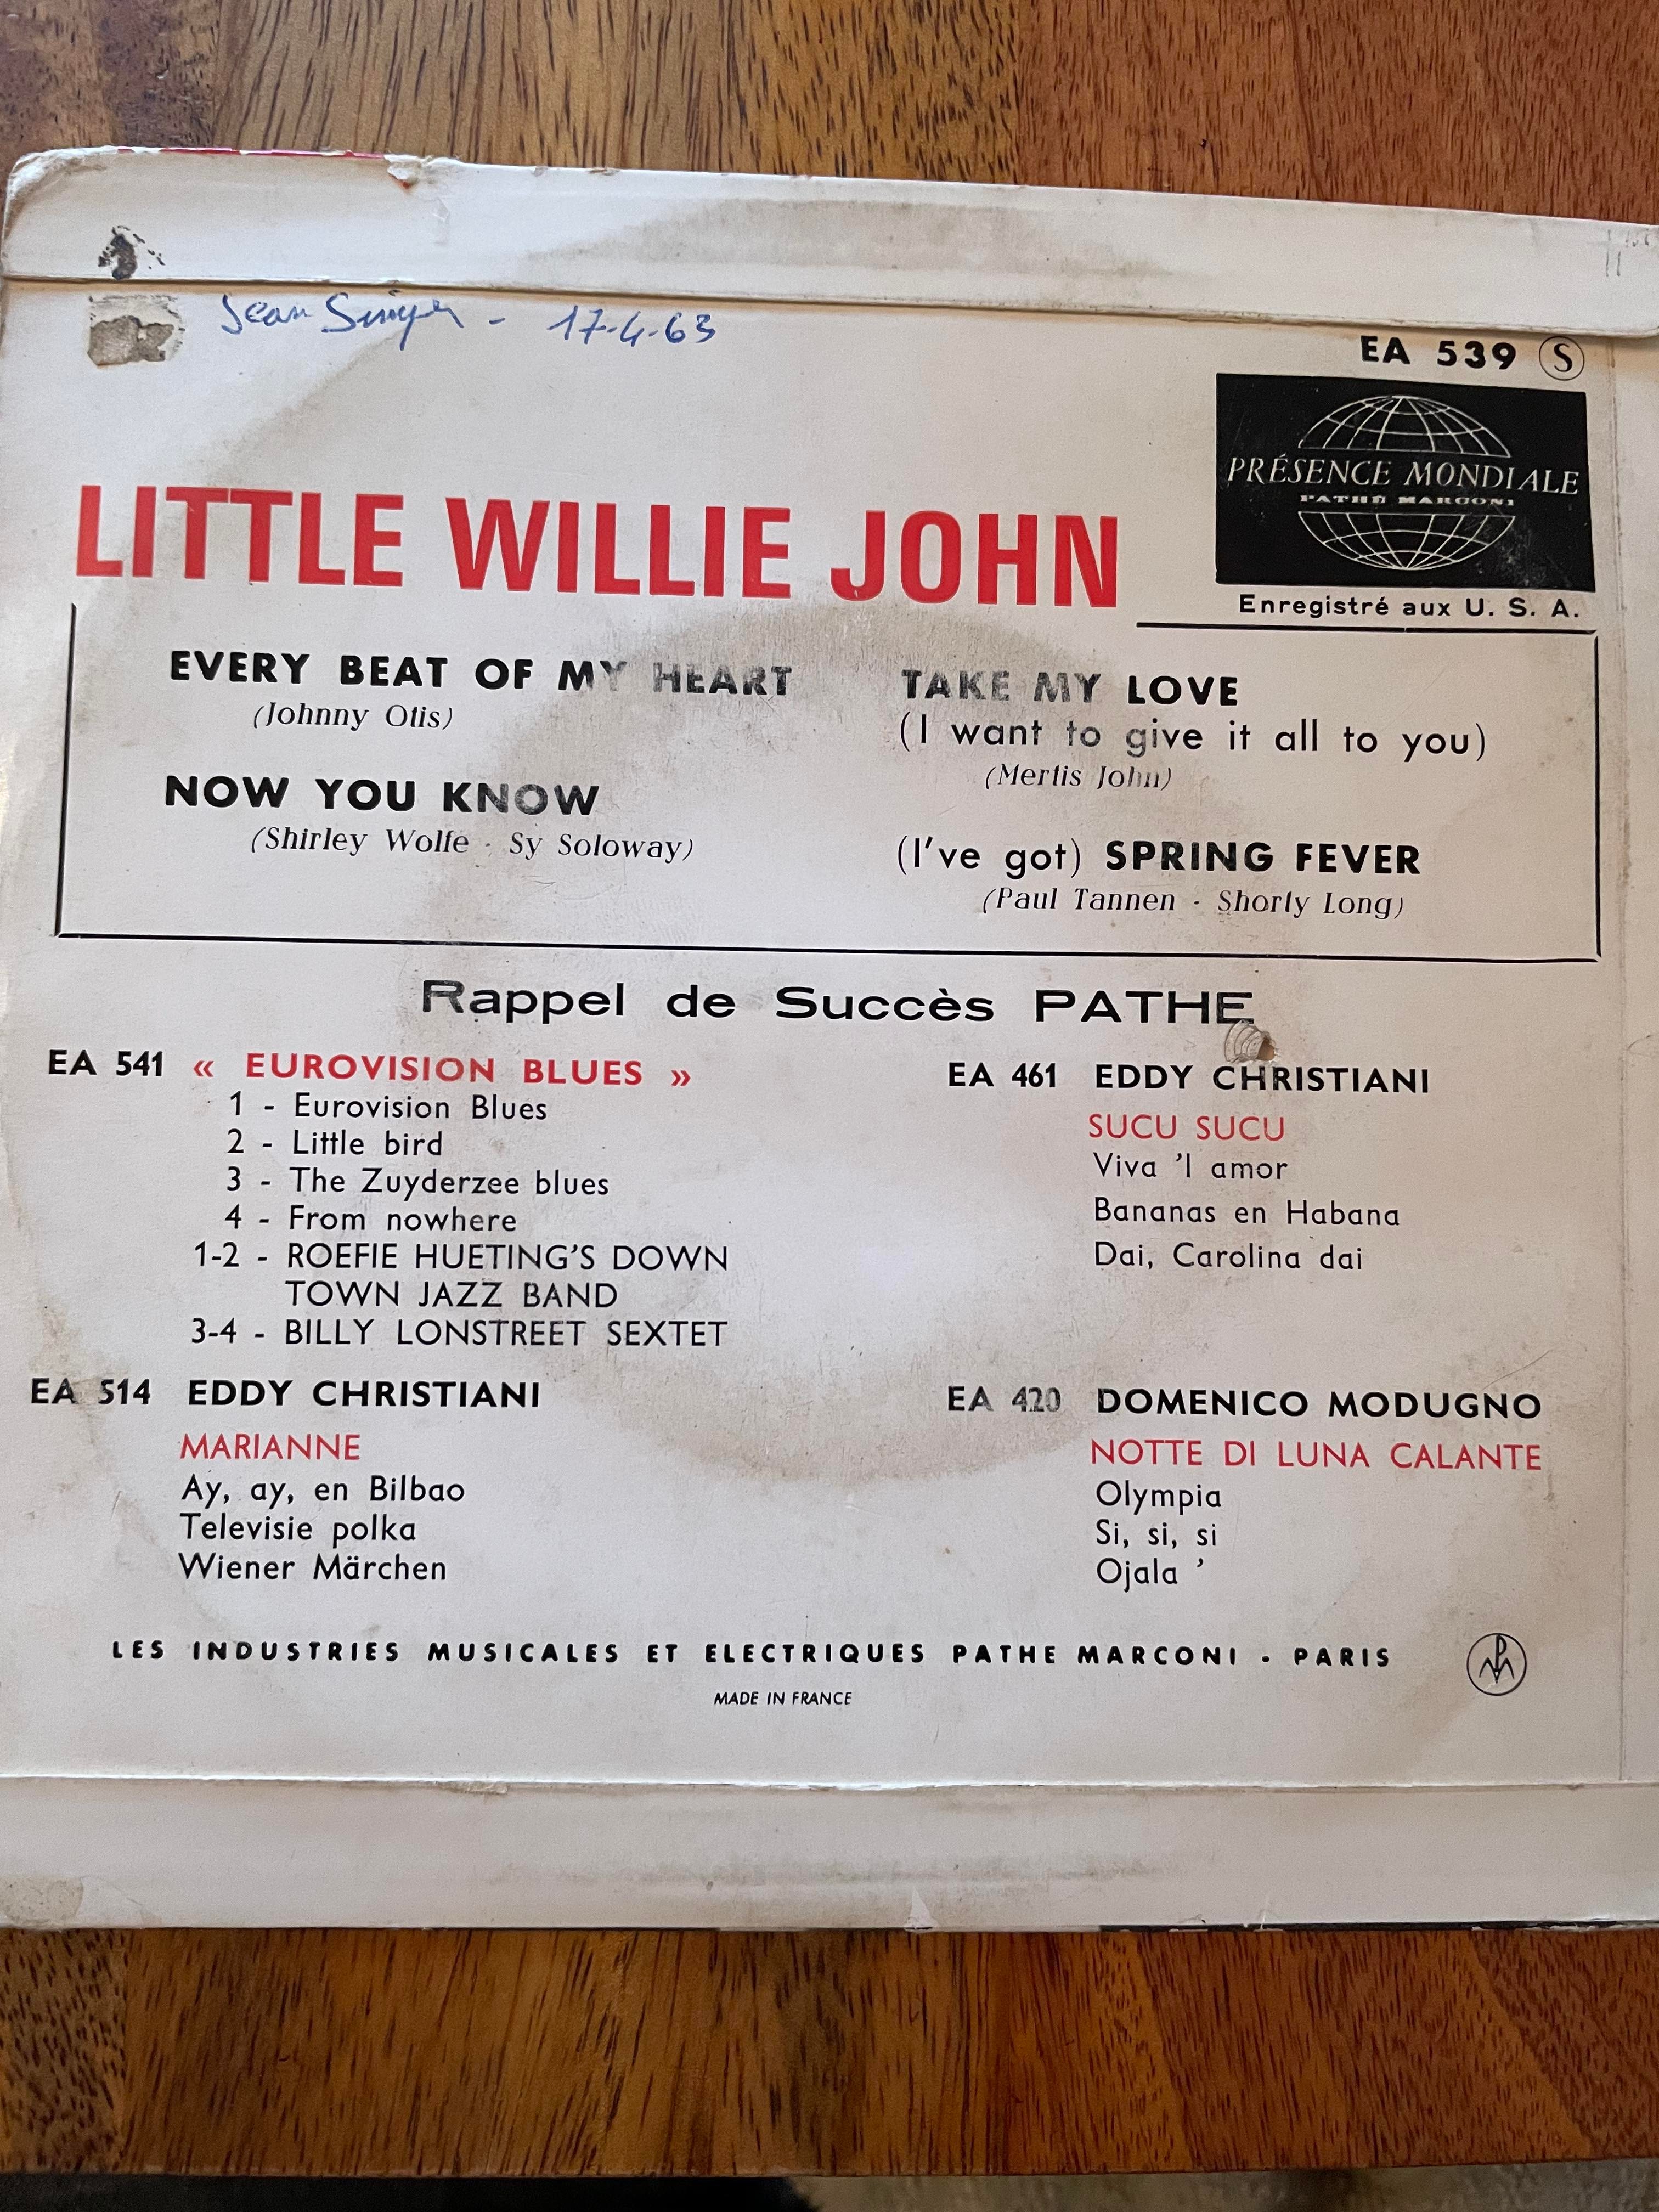 Jean - 17-4-63
EA 539 S
PRÉSENCE MONDIALE
PATHÉ MARCONI
Enregistré aux U. S. A.
LITTLE WILLIE JOHN
EVERY BEAT OF MY HEART
(Johnny Otis)
NOW YOU KNOW
(Shirley Wolfe - Sy Soloway)
TAKE MY LOVE
(I want to give it all to you)
(Mertis John)
(I've got) SPRING FEVER
(Paul Tannen - Shorty Long)
Rappel de Succès PATHE
EA 541 « EUROVISION BLUES »
1 - Eurovision Blues
2 - Little bird
3 - The Zuyderzee blues
4 - From nowhere
1-2 - ROEFIE HUETING'S DOWN
TOWN JAZZ BAND
3-4 - BILLY LONSTREET SEXTET
EA 461 EDDY CHRISTIANI
SUCU SUCU
Viva 'l amor
Bananas en Habana
Dai, Carolina dai
EA 514 EDDY CHRISTIANI
MARIANNE
Ay, ay, en Bilbao
Televisie polka
Wiener Märchen
EA 420 DOMENICO MODUGNO
NOTTE DI LUNA CALANTE
Olympia
Si, si, si
Ojala '
LES INDUSTRIES MUSICALES ET ELECTRIQUES PATHE MARCONI - PARIS
MADE IN FRANCE